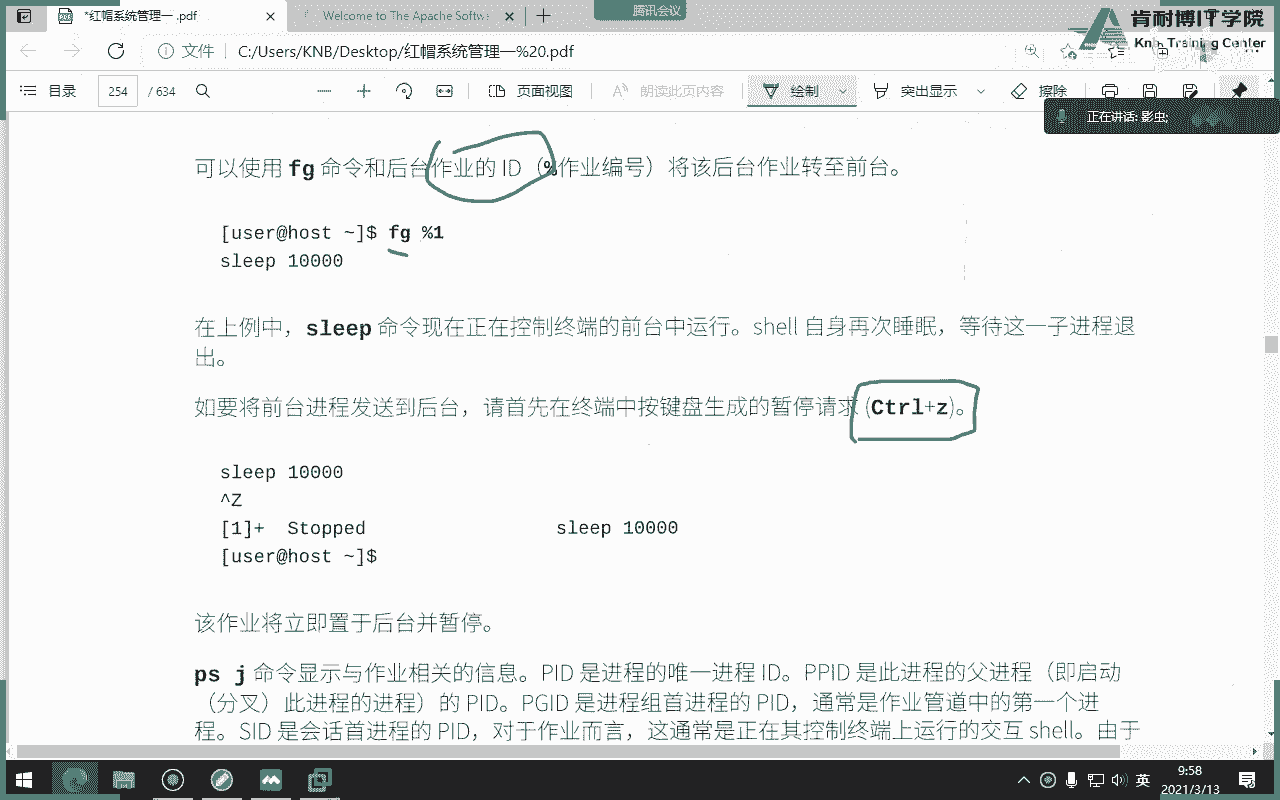 *红帽系统管理一 .pdf
Welcome to The Apache Softw
腾讯会议
肯耐博IT学院
Knb Training Center
文件
C:/Users/KNB/Desktop/红帽系统管理一%20.pdf
目录
254
/ 634
页面视图
朗读此页内容
绘制
突出显示
擦除
正在讲话: 影虫;
可以使用 fg 命令和后台作业的 ID（%作业编号）将该后台作业转至前台。
[user@host ~]$ fg %1
sleep 10000
在上例中，sleep 命令现在正在控制终端的前台中运行。shell 自身再次睡眠，等待这一子进程退
出。
如要将前台进程发送到后台，请首先在终端中按键盘生成的暂停请求 (Ctrl+z)。
sleep 10000
^Z
[1]+  Stopped                 sleep 10000
[user@host ~]$
该作业将立即置于后台并暂停。
ps j 命令显示与作业相关的信息。PID 是进程的唯一进程 ID。PPID 是此进程的父进程（即启动
（分叉）此进程的进程）的 PID。PGID 是进程组首进程的 PID，通常是作业管道中的第一个进
程。SID 是会话首进程的 PID，对于作业而言，这通常是正在其控制终端上运行的交互 shell。由于
英
9:58
2021/3/13